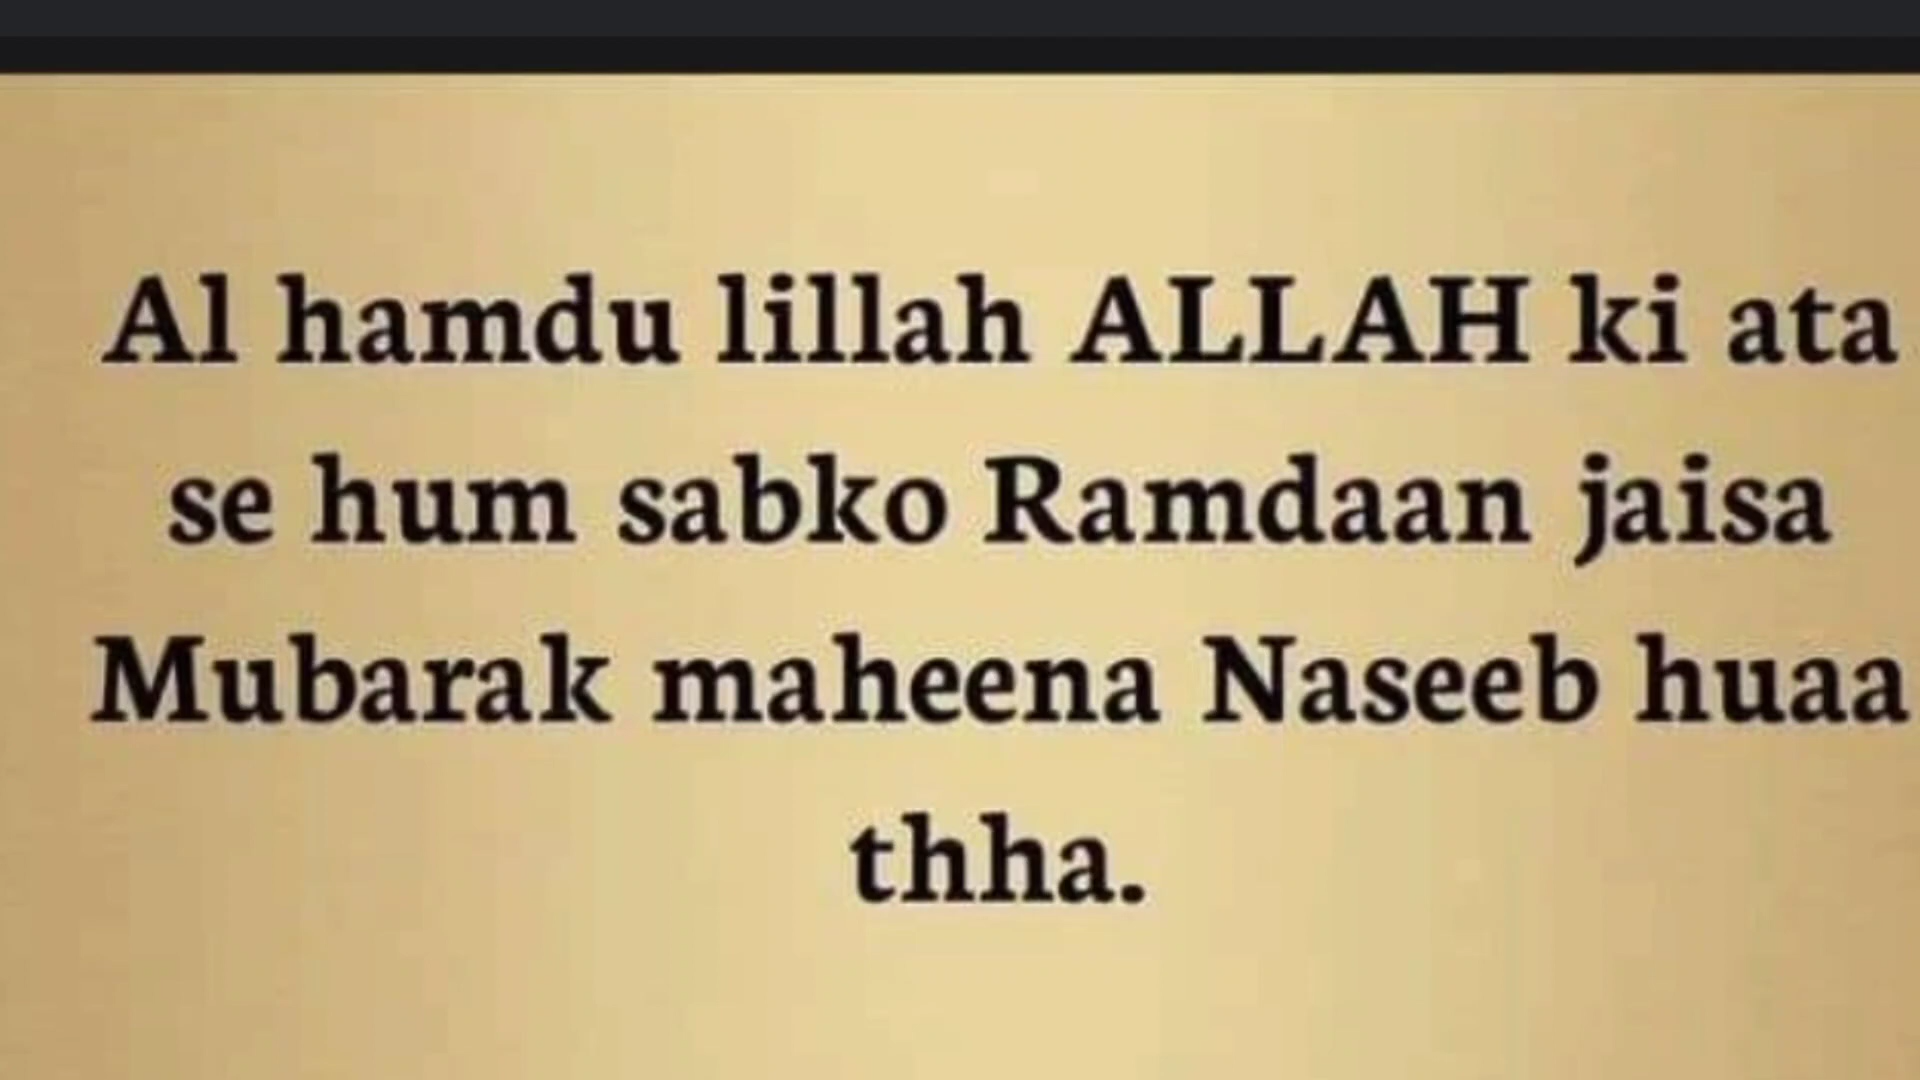 Al hamdu lillah ALLAH ki ata
se hum sabko Ramdaan jaisa
Mubarak maheena Naseeb huaa
thha.